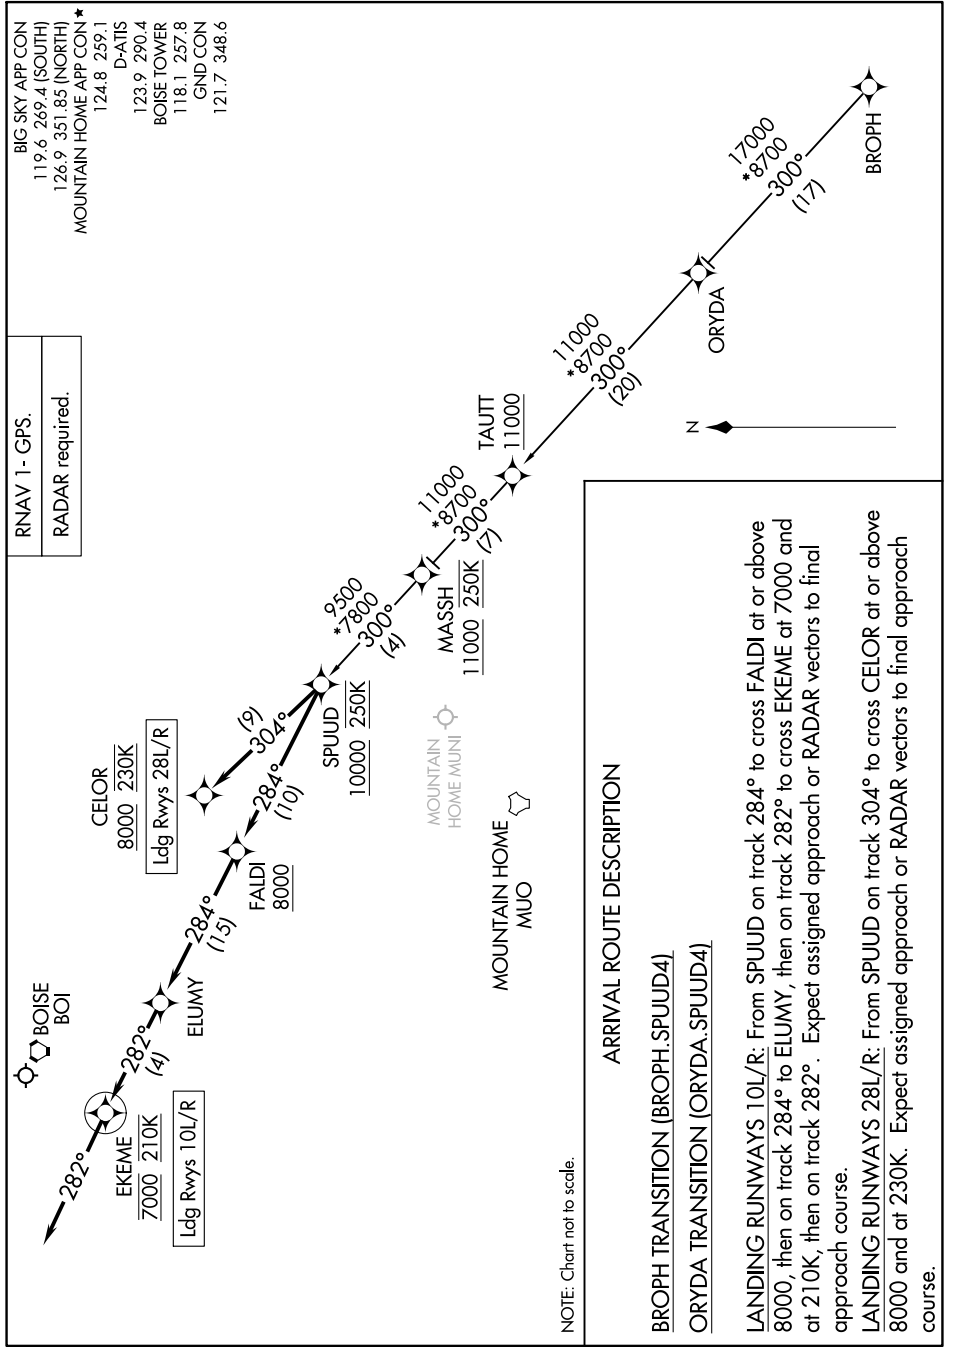 BIG SKY APP CON
119.6 269.4 (SOUTH)
126.9 351.85 (NORTH)
MOUNTAIN HOME APP CON ★
124.8 259.1
D-ATIS
123.9 290.4
BOISE TOWER
118.1 257.8
GND CON
121.7 348.6
RNAV 1- GPS.
RADAR required.
BOISE
BOI
282°
EKEME
7000 210K
Ldg Rwys 10L/R
282°
(4)
ELUMY
284°
(15)
FALDI
8000
284°
(10)
CELOR
8000 230K
Ldg Rwys 28L/R
(9)
304°
SPUUD
10000 250K
9500
*7800
300°
(4)
MASSH
11000 250K
11000
*8700
300°
(7)
TAUTT
11000
11000
*8700
300°
(20)
ORYDA
17000
*8700
300°
(17)
BROPH
MOUNTAIN
HOME MUNI
MOUNTAIN HOME
MUO
N
NOTE: Chart not to scale.
ARRIVAL ROUTE DESCRIPTION
BROPH TRANSITION (BROPH.SPUUD4)
ORYDA TRANSITION (ORYDA.SPUUD4)
LANDING RUNWAYS 10L/R: From SPUUD on track 284° to cross FALDI at or above
8000, then on track 284° to ELUMY, then on track 282° to cross EKEME at 7000 and
at 210K, then on track 282°. Expect assigned approach or RADAR vectors to final
approach course.
LANDING RUNWAYS 28L/R: From SPUUD on track 304° to cross CELOR at or above
8000 and at 230K. Expect assigned approach or RADAR vectors to final approach
course.